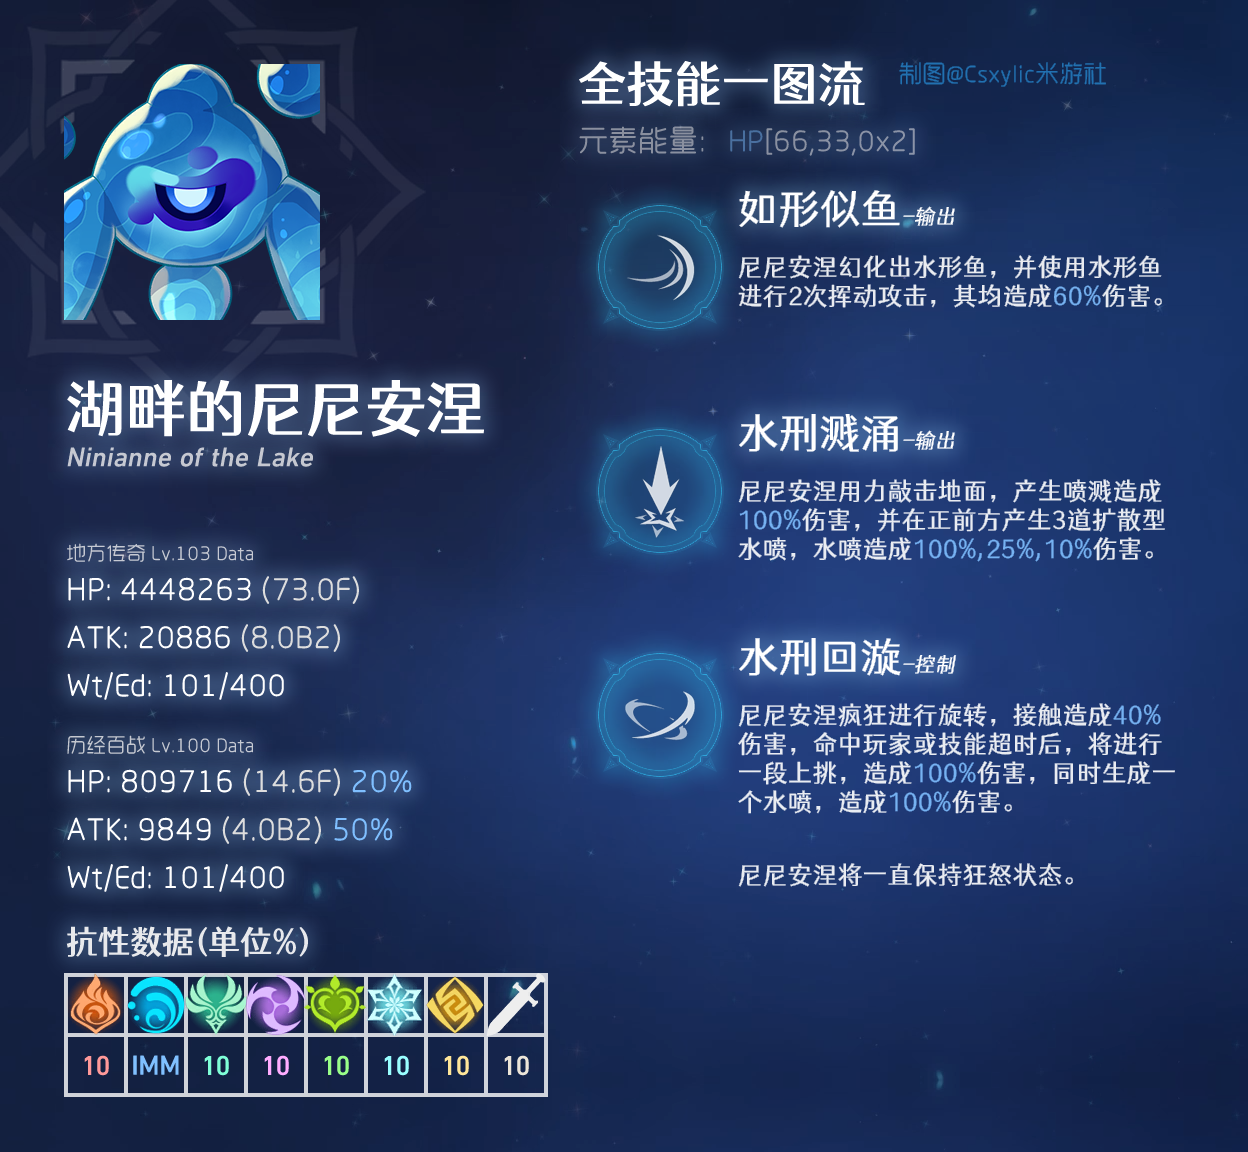 全技能一图流
制图@Csxylic米游社
元素能量: HP[66,33,0x2]
如形似鱼-输出
尼尼安涅幻化出水形鱼，并使用水形鱼
进行2次挥动攻击，其均造成60%伤害。
水刑溅涌-输出
尼尼安涅用力敲击地面，产生喷溅造成
100%伤害，并在正前方产生3道扩散型
水喷，水喷造成100%,25%,10%伤害。
水刑回漩-控制
尼尼安涅疯狂进行旋转，接触造成40%
伤害，命中玩家或技能超时后，将进行
一段上挑，造成100%伤害，同时生成一
个水喷，造成100%伤害。
尼尼安涅将一直保持狂怒状态。
湖畔的尼尼安涅
Ninianne of the Lake
地方传奇 Lv.103 Data
HP: 4448263 (73.0F)
ATK: 20886 (8.0B2)
Wt/Ed: 101/400
历经百战 Lv.100 Data
HP: 809716 (14.6F) 20%
ATK: 9849 (4.0B2) 50%
Wt/Ed: 101/400
抗性数据(单位%)
10 IMM 10 10 10 10 10 10